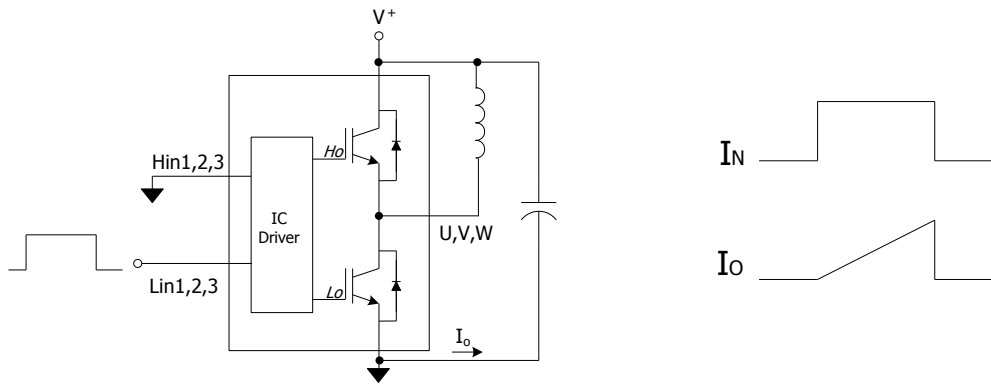 V⁺
Hin1,2,3
Ho
IC
Driver
U,V,W
Lin1,2,3
Lo
Iₒ
IN
IO